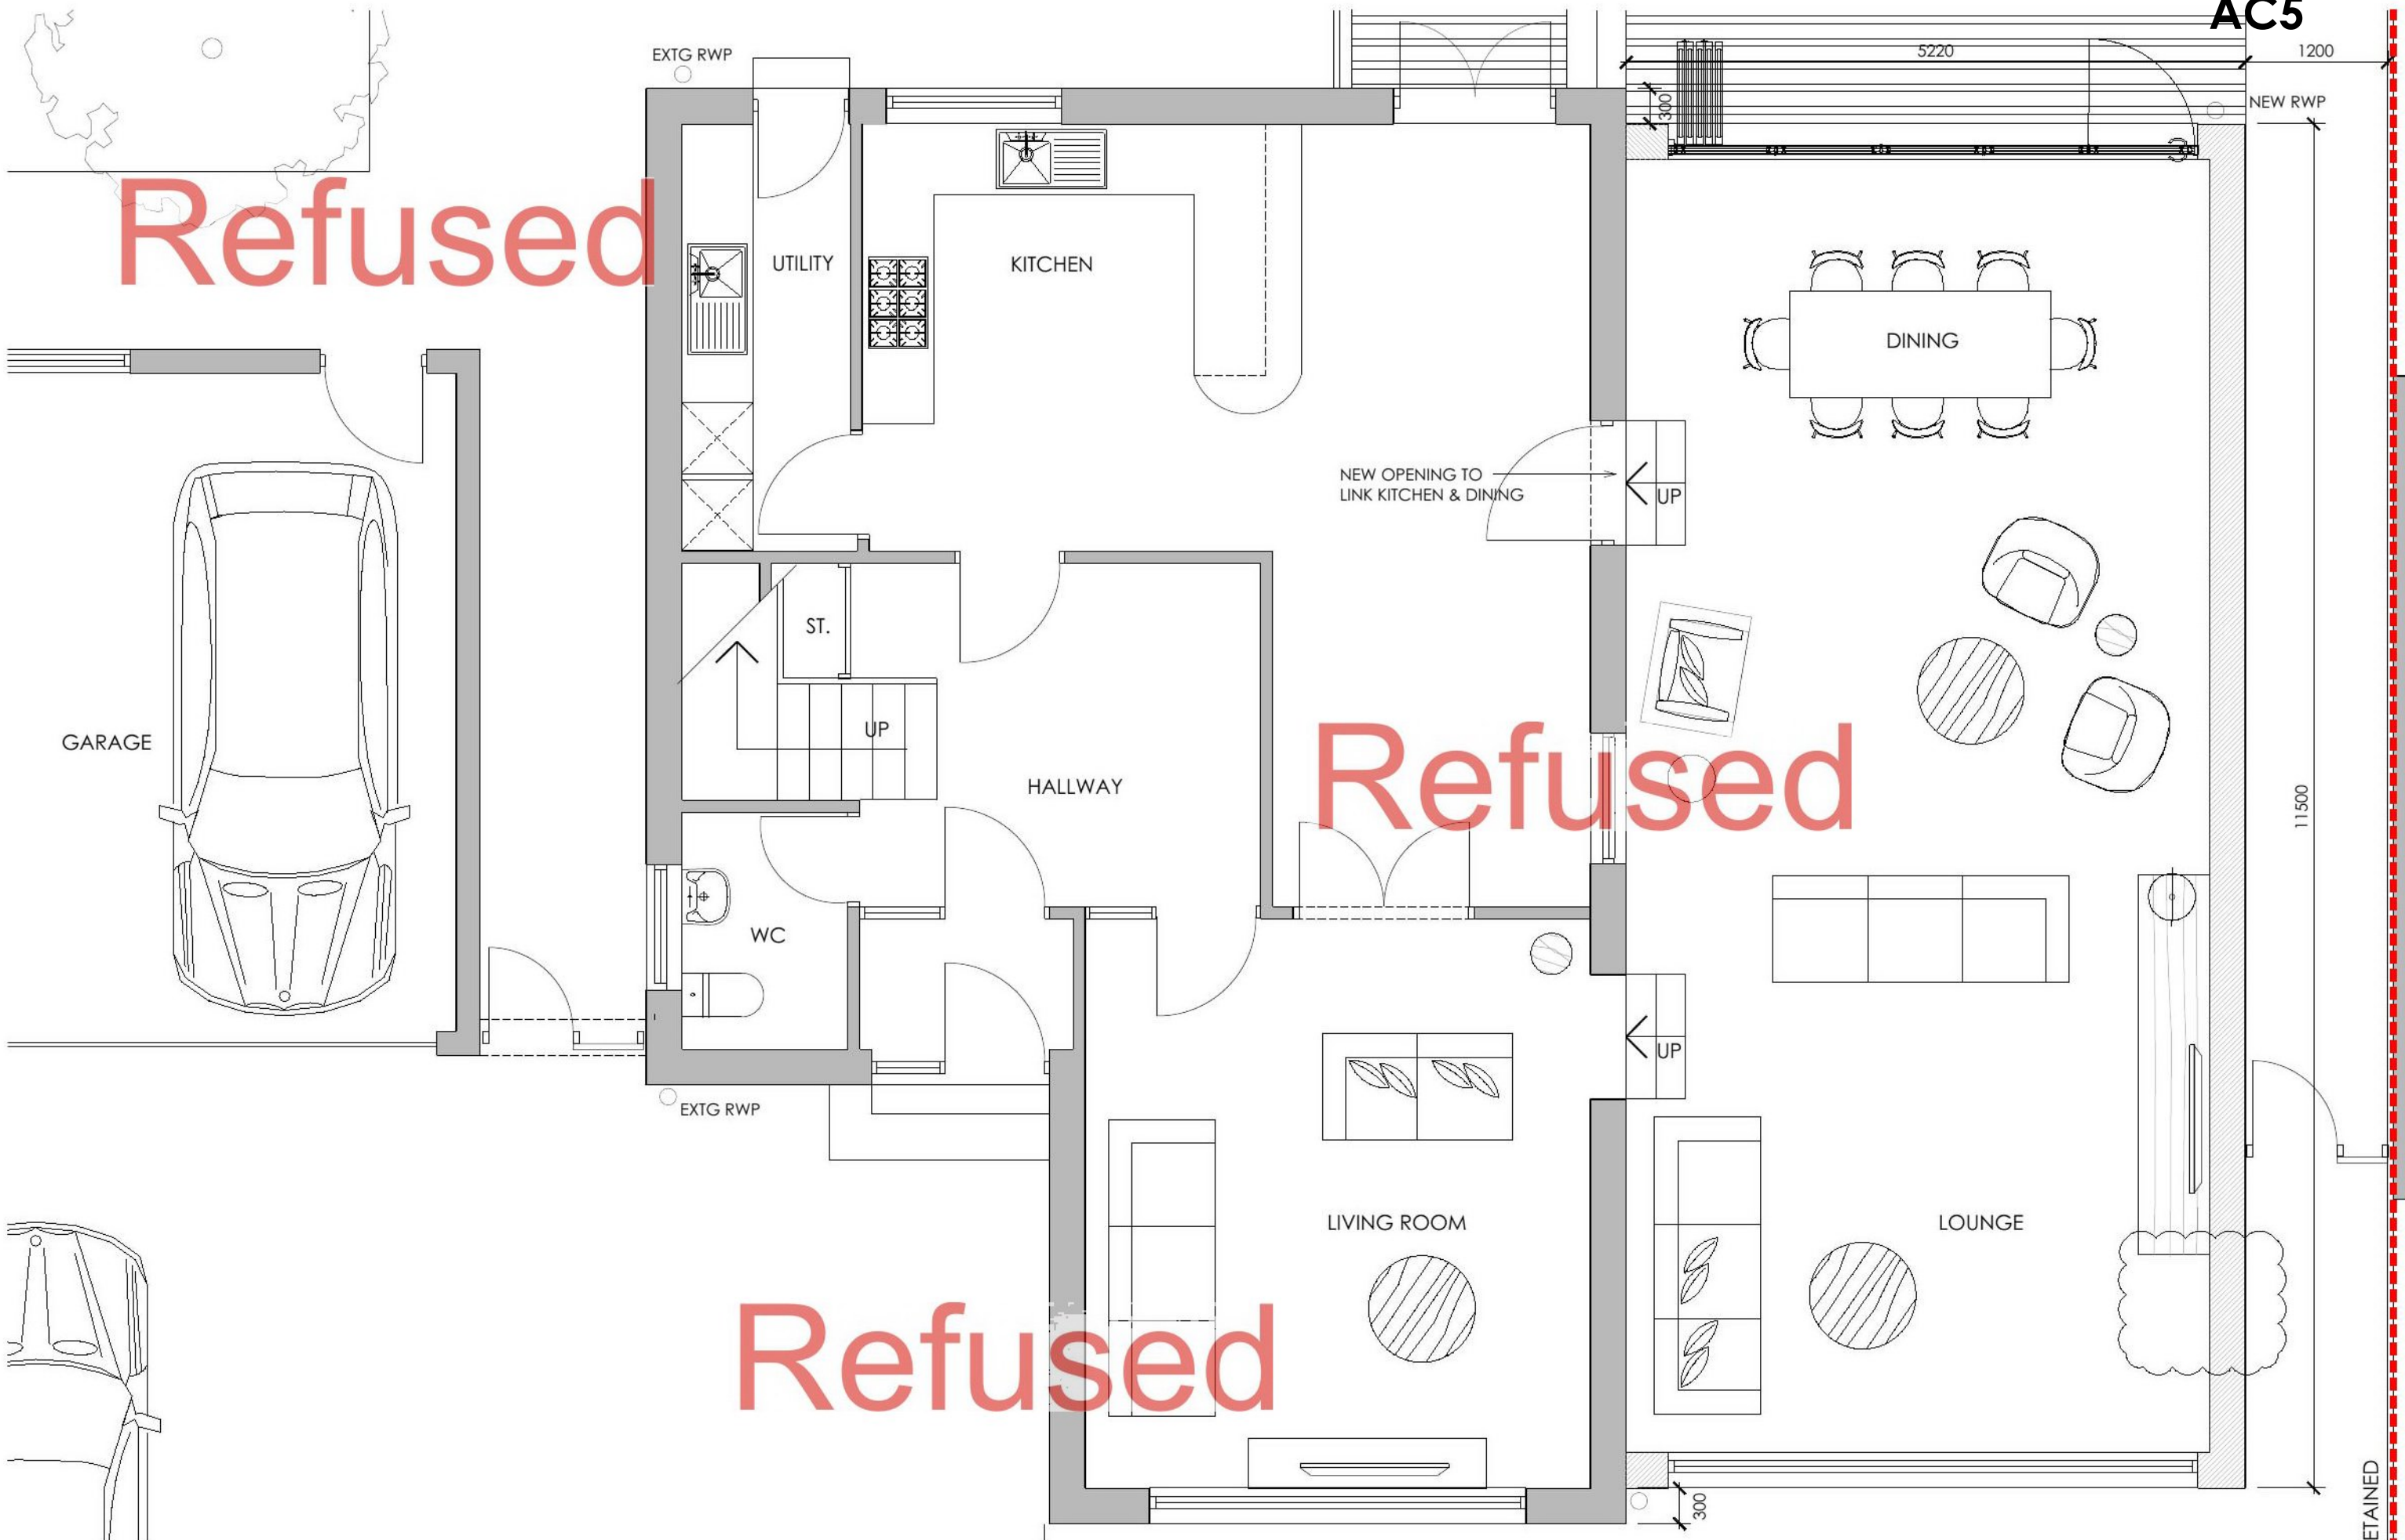 AC5
EXTG RWP
5220
1200
300
NEW RWP
Refused
UTILITY
KITCHEN
DINING
NEW OPENING TO
LINK KITCHEN & DINING
UP
ST.
UP
GARAGE
HALLWAY
Refused
11500
WC
UP
EXTG RWP
LIVING ROOM
LOUNGE
Refused
300
ETAINED